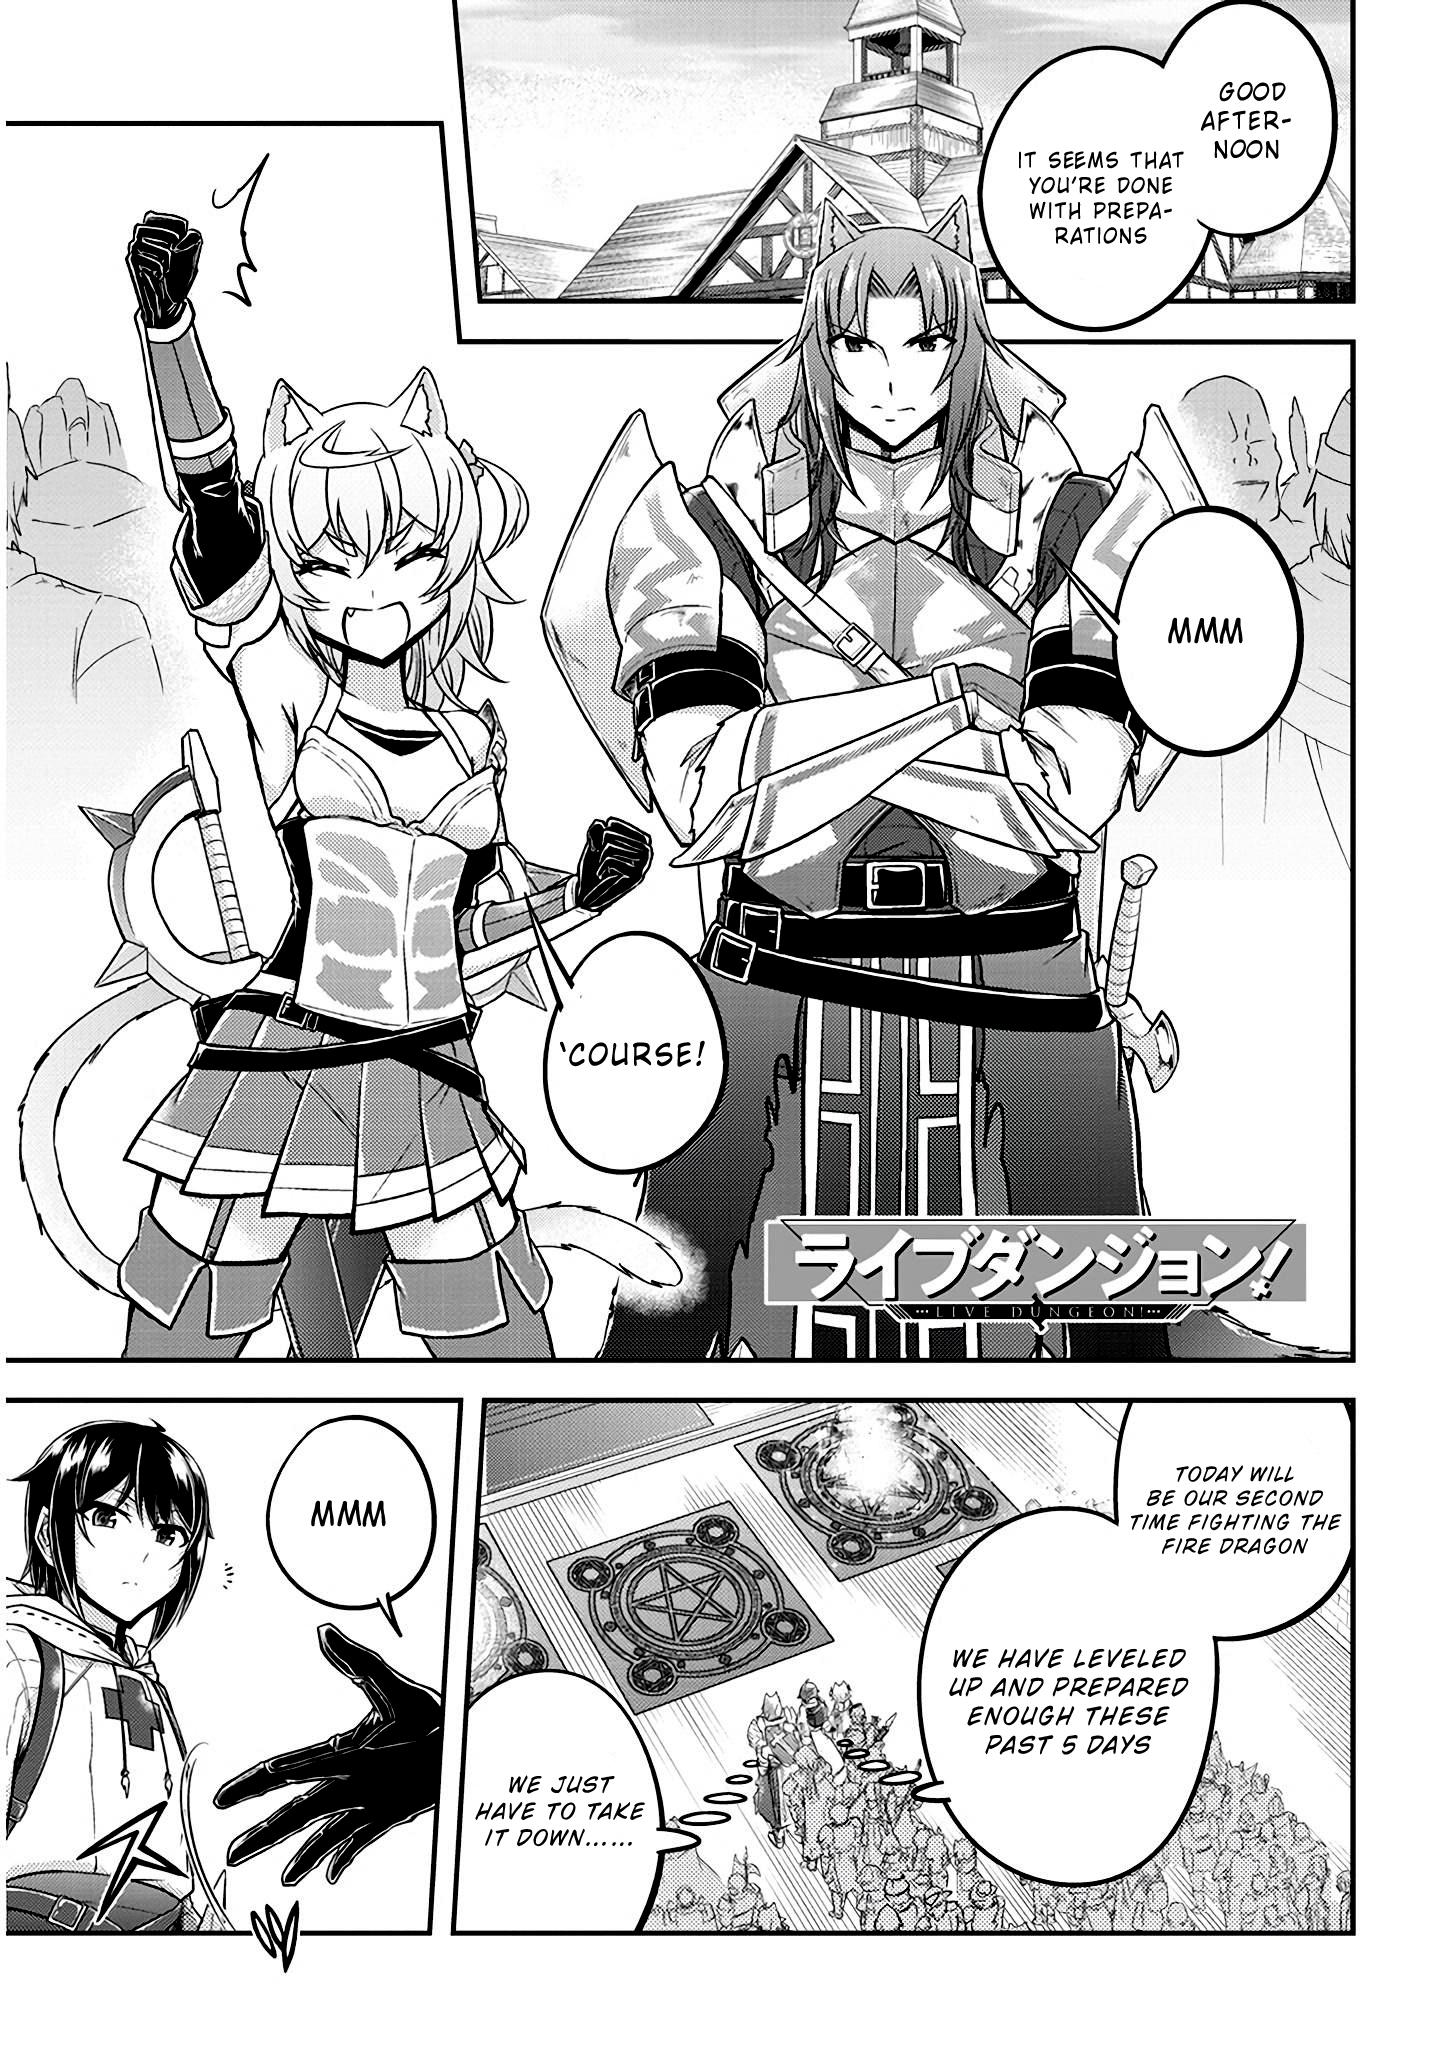 GOOD
AFTER-
NOON
IT SEEMS THAT
YOU'RE DONE
WITH PREPA-
RATIONS
MMM
'COURSE!
ライブダンジョン!
LIVE DUNGEON!
TODAY WILL
BE OUR SECOND
TIME FIGHTING THE
FIRE DRAGON
WE HAVE LEVELED
UP AND PREPARED
ENOUGH THESE
PAST 5 DAYS
WE JUST
HAVE TO TAKE
IT DOWN......
MMM